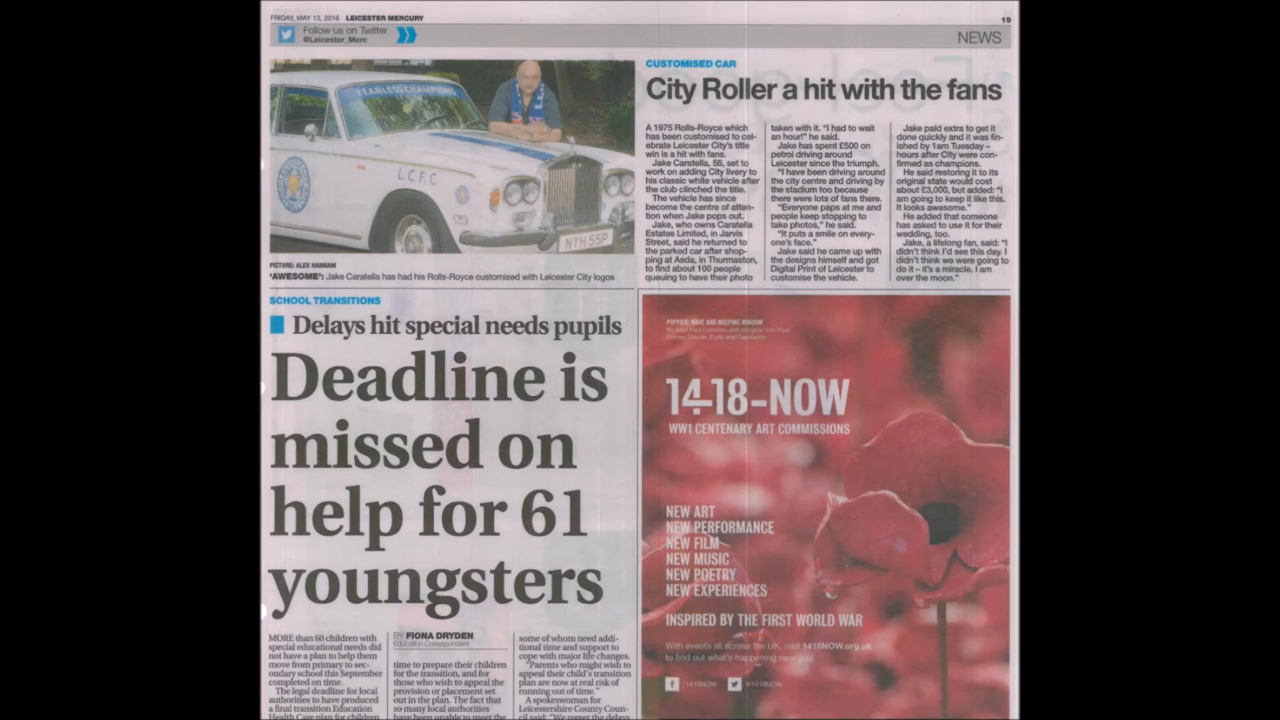 FRIDAY, MAY 13, 2016 LEICESTER MERCURY
19
Follow us on Twitter
@Leicester_Merc
NEWS
FEARLESS CHAMPIONS
L.C.F.C
NTH 55P
PICTURE: ALEX HANNAM
'AWESOME': Jake Caratella has had his Rolls-Royce customised with Leicester City logos
CUSTOMISED CAR
City Roller a hit with the fans
A 1975 Rolls-Royce which
has been customised to cel-
ebrate Leicester City's title
win is a hit with fans.
Jake Caratella, 56, set to
work on adding City livery to
his classic white vehicle after
the club clinched the title.
The vehicle has since
become the centre of atten-
tion when Jake pops out.
Jake, who owns Caratella
Estates Limited, in Jarvis
Street, said he returned to
the parked car after shop-
ping at Asda, in Thurmaston,
to find about 100 people
queuing to have their photo
taken with it. "I had to wait
an hour!" he said.
Jake has spent £500 on
petrol driving around
Leicester since the triumph.
"I have been driving around
the city centre and driving by
the stadium too because
there were lots of fans there.
"Everyone paps at me and
people keep stopping to
take photos," he said.
"It puts a smile on every-
one's face."
Jake said he came up with
the designs himself and got
Digital Print of Leicester to
customise the vehicle.
Jake paid extra to get it
done quickly and it was fin-
ished by 1am Tuesday –
hours after City were con-
firmed as champions.
He said restoring it to its
original state would cost
about £3,000, but added: "I
am going to keep it like this.
It looks awesome."
He added that someone
has asked to use it for their
wedding, too.
Jake, a lifelong fan, said: "I
didn't think I'd see this day. I
didn't think we were going to
do it – it's a miracle. I am
over the moon."
SCHOOL TRANSITIONS
Delays hit special needs pupils
Deadline is
missed on
help for 61
youngsters
MORE than 60 children with
special educational needs did
not have a plan to help them
move from primary to sec-
ondary school this September
completed on time.
The legal deadline for local
authorities to have produced
a final transition Education
Health Care plan for children
BY FIONA DRYDEN
Education Correspondent
time to prepare their children
for the transition, and for
those who wish to appeal the
provision or placement set
out in the plan. The fact that
so many local authorities
have been unable to meet the
some of whom need addi-
tional time and support to
cope with major life changes.
"Parents who might wish to
appeal their child's transition
plan are now at real risk of
running out of time."
A spokeswoman for
Leicestershire County Coun-
cil said: "We regret the delays
POPPIES: WAVE AND WEEPING WINDOW
14-18-NOW
WW1 CENTENARY ART COMMISSIONS
NEW ART
NEW PERFORMANCE
NEW FILM
NEW MUSIC
NEW POETRY
NEW EXPERIENCES
INSPIRED BY THE FIRST WORLD WAR
With events all across the UK, visit 1418NOW.org.uk
to find out what's happening near you.
/1418NOW
@1418NOW